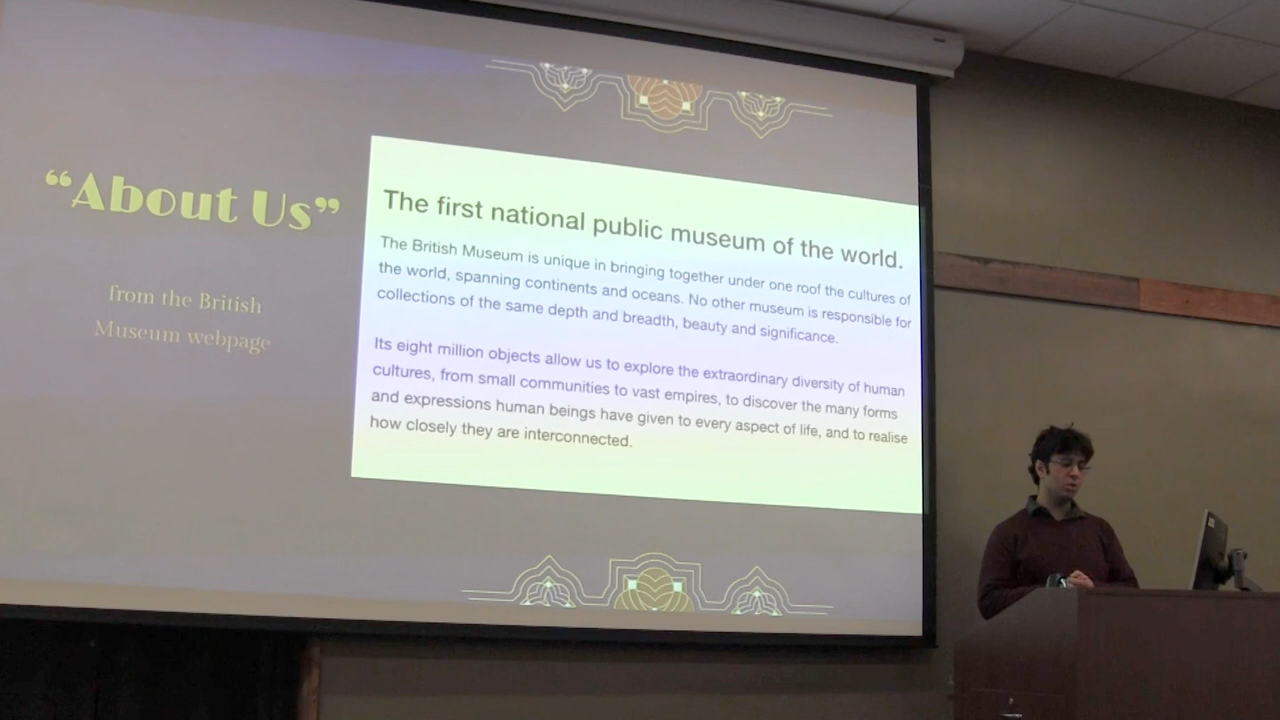 “About Us”
from the British
Museum webpage
The first national public museum of the world.
The British Museum is unique in bringing together under one roof the cultures of
the world, spanning continents and oceans. No other museum is responsible for
collections of the same depth and breadth, beauty and significance.
Its eight million objects allow us to explore the extraordinary diversity of human
cultures, from small communities to vast empires, to discover the many forms
and expressions human beings have given to every aspect of life, and to realise
how closely they are interconnected.